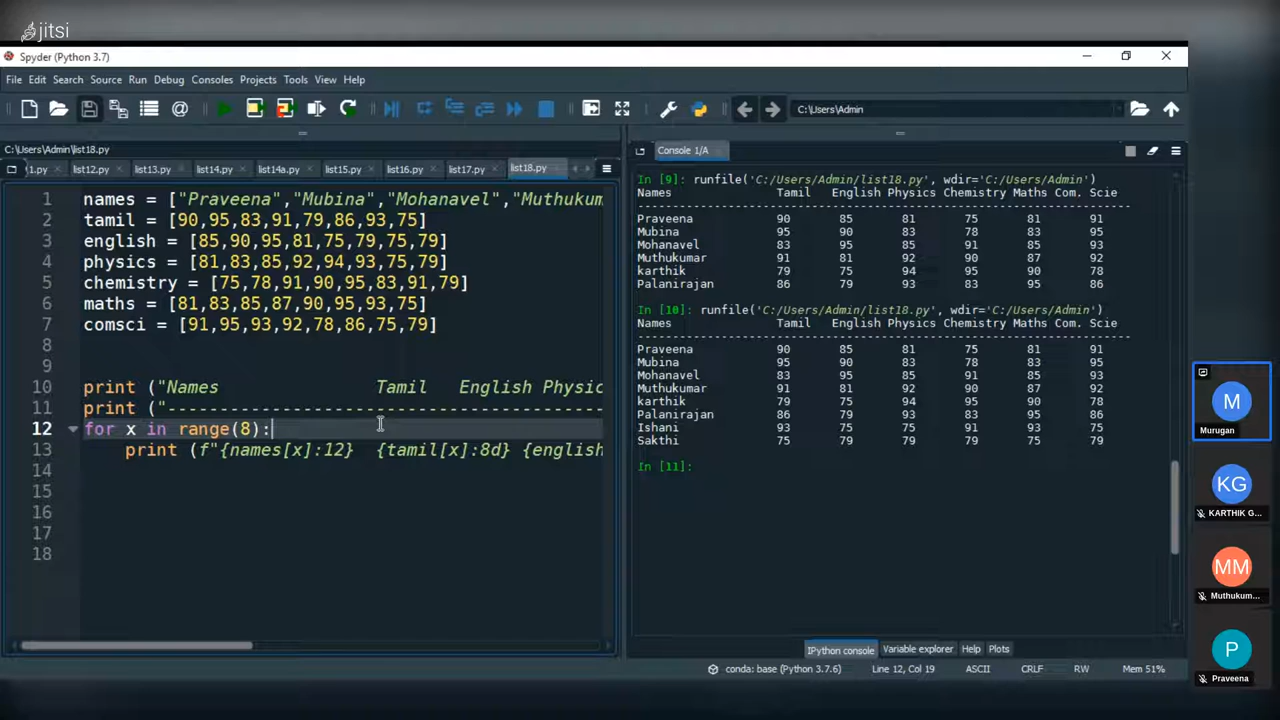 jitsi
Spyder (Python 3.7)
File Edit Search Source Run Debug Consoles Projects Tools View Help
C:\Users\Admin
C:\Users\Admin\list18.py
1.py list12.py list13.py list14.py list14a.py list15.py list16.py list17.py list18.py
1 names = ["Praveena","Mubina","Mohanavel","Muthukum
2 tamil = [90,95,83,91,79,86,93,75]
3 english = [85,90,95,81,75,79,75,79]
4 physics = [81,83,85,92,94,93,75,79]
5 chemistry = [75,78,91,90,95,83,91,79]
6 maths = [81,83,85,87,90,95,93,75]
7 comsci = [91,95,93,92,78,86,75,79]
8
9
10 print ("Names Tamil English Physic
11 print ("------------------------------------------
12 for x in range(8):
13 print (f"{names[x]:12} {tamil[x]:8d} {english
14
15
16
17
18
Console 1/A
In [9]: runfile('C:/Users/Admin/list18.py', wdir='C:/Users/Admin')
Names Tamil English Physics Chemistry Maths Com. Scie
-------------------------------------------------------------------
Praveena 90 85 81 75 81 91
Mubina 95 90 83 78 83 95
Mohanavel 83 95 85 91 85 93
Muthukumar 91 81 92 90 87 92
karthik 79 75 94 95 90 78
Palanirajan 86 79 93 83 95 86
In [10]: runfile('C:/Users/Admin/list18.py', wdir='C:/Users/Admin')
Names Tamil English Physics Chemistry Maths Com. Scie
-------------------------------------------------------------------
Praveena 90 85 81 75 81 91
Mubina 95 90 83 78 83 95
Mohanavel 83 95 85 91 85 93
Muthukumar 91 81 92 90 87 92
karthik 79 75 94 95 90 78
Palanirajan 86 79 93 83 95 86
Ishani 93 75 75 91 93 75
Sakthi 75 79 79 79 75 79
In [11]:
IPython console Variable explorer Help Plots
conda: base (Python 3.7.6) Line 12, Col 19 ASCII CRLF RW Mem 51%
M
Murugan
KG
KARTHIK G...
MM
Muthukum...
P
Praveena